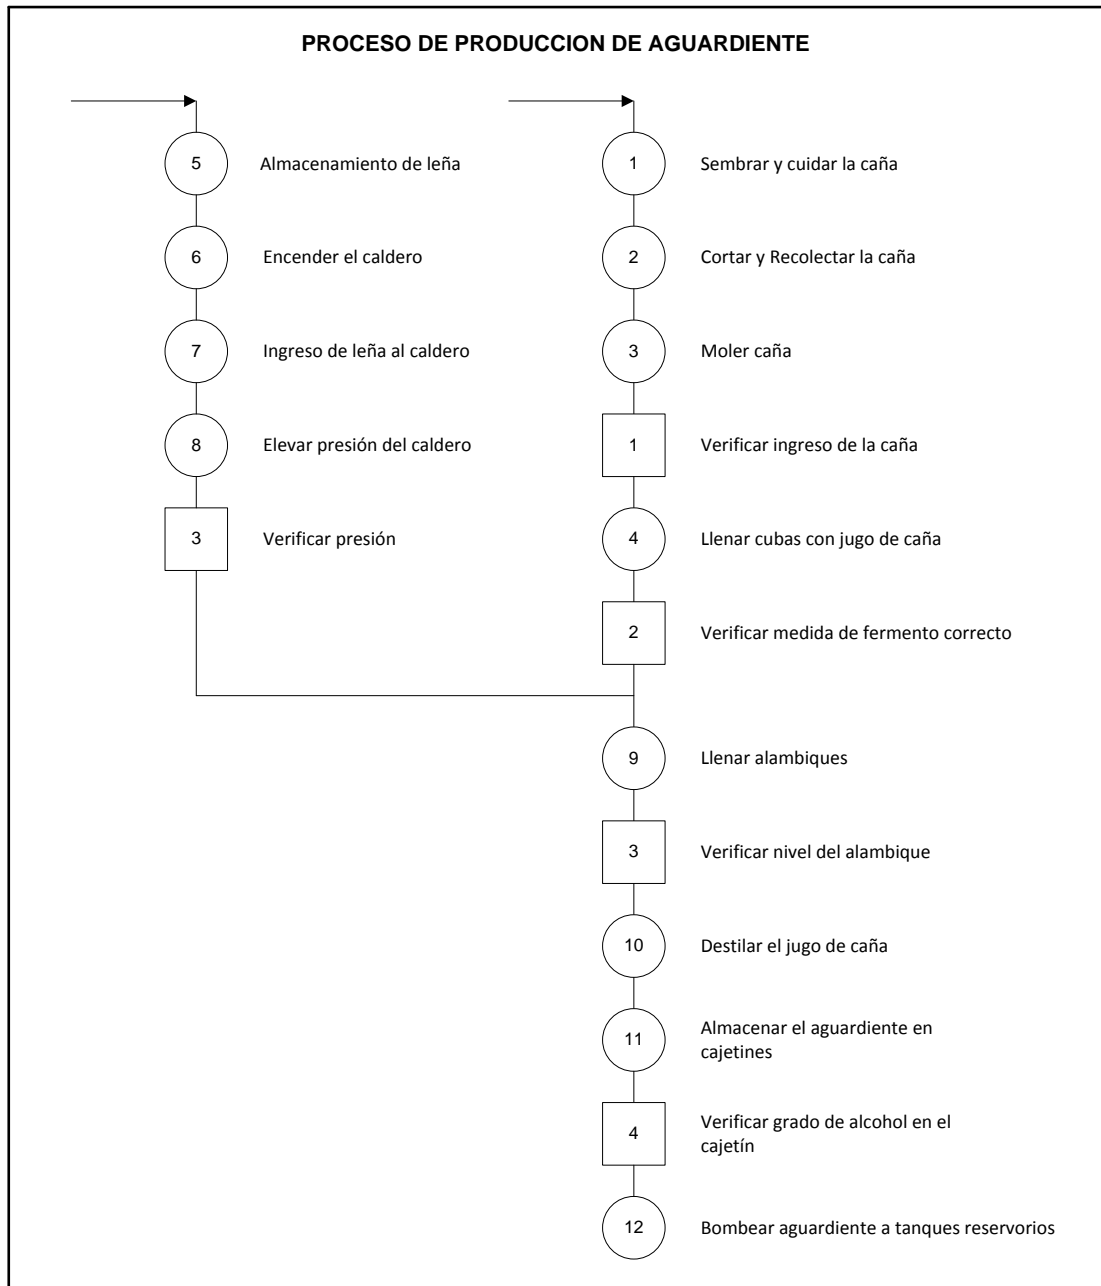 PROCESO DE PRODUCCION DE AGUARDIENTE
5 Almacenamiento de leña
6 Encender el caldero
7 Ingreso de leña al caldero
8 Elevar presión del caldero
3 Verificar presión
1 Sembrar y cuidar la caña
2 Cortar y Recolectar la caña
3 Moler caña
1 Verificar ingreso de la caña
4 Llenar cubas con jugo de caña
2 Verificar medida de fermento correcto
9 Llenar alambiques
3 Verificar nivel del alambique
10 Destilar el jugo de caña
11 Almacenar el aguardiente en
cajetines
4 Verificar grado de alcohol en el
cajetín
12 Bombear aguardiente a tanques reservorios